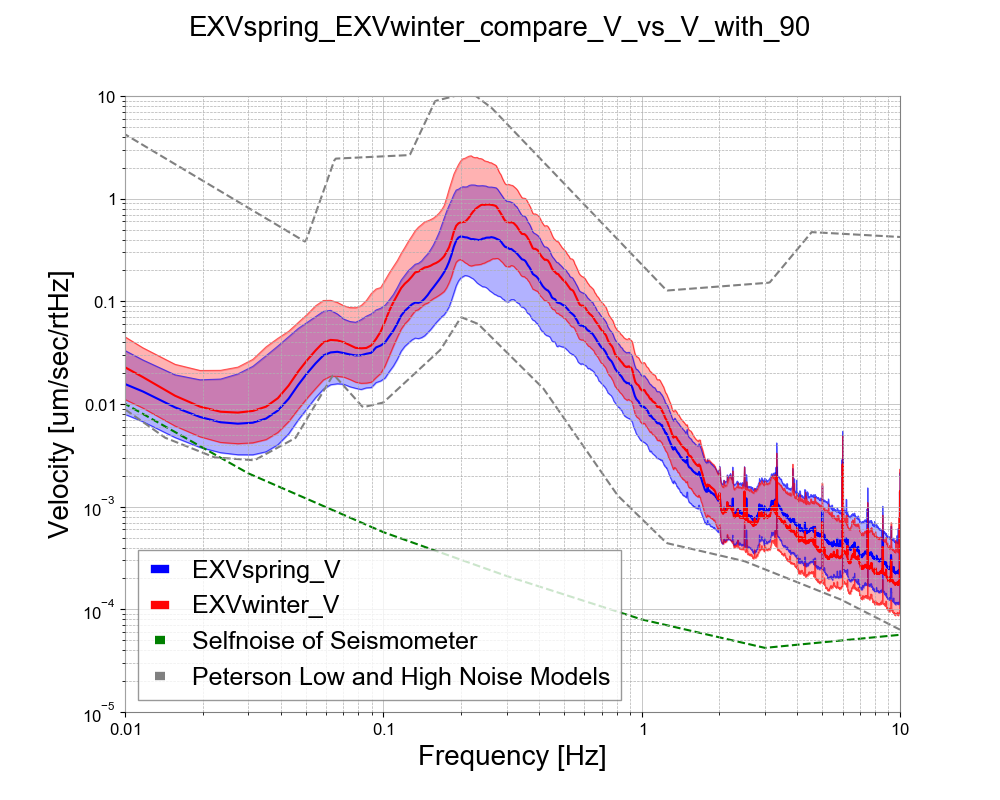 EXVspring_EXVwinter_compare_V_vs_V_with_90
10
1
0.1
0.01
10⁻³
10⁻⁴
10⁻⁵
Velocity [um/sec/rtHz]
EXVspring_V
EXVwinter_V
Selfnoise of Seismometer
Peterson Low and High Noise Models
0.01
0.1
1
10
Frequency [Hz]